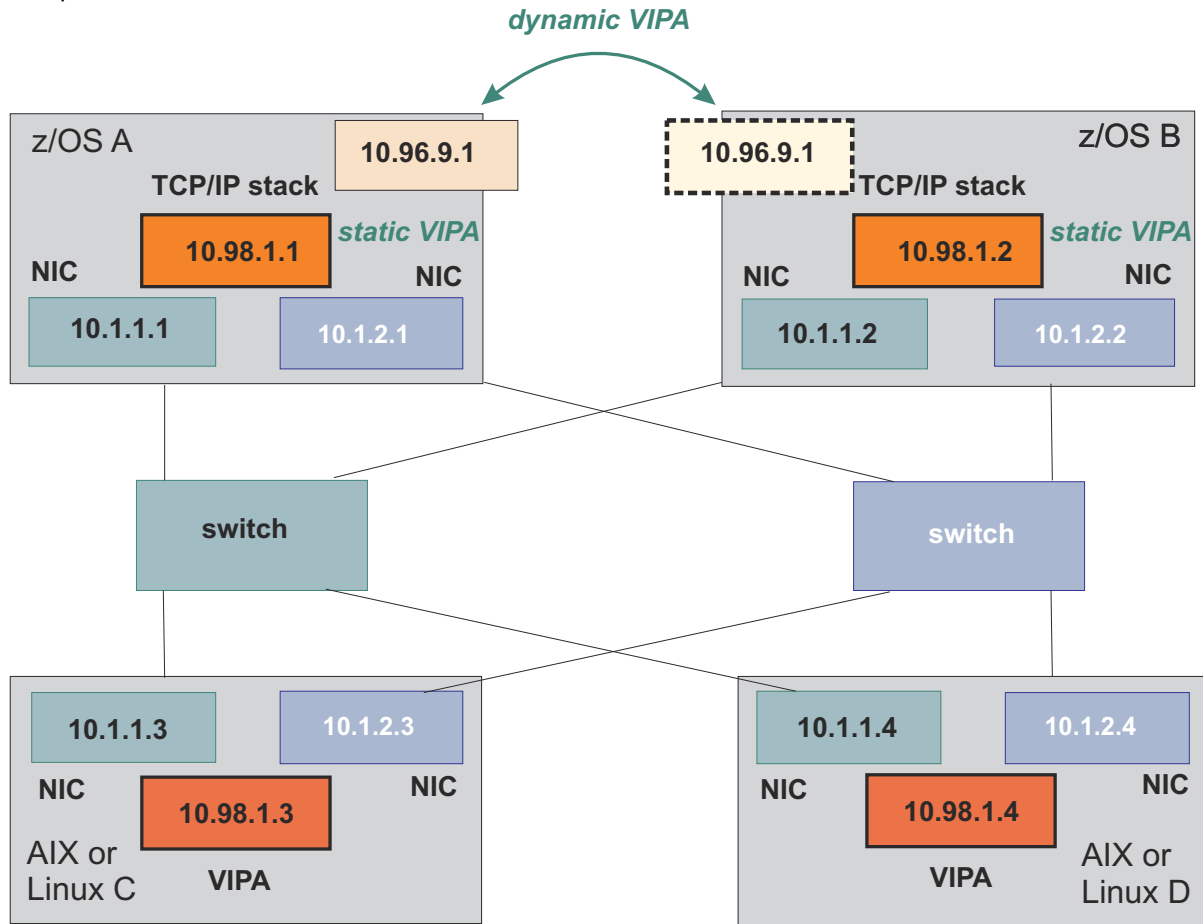 dynamic VIPA
z/OS A
10.96.9.1
TCP/IP stack
10.98.1.1
static VIPA
NIC
NIC
10.1.1.1
10.1.2.1
10.96.9.1
z/OS B
TCP/IP stack
10.98.1.2
static VIPA
NIC
NIC
10.1.1.2
10.1.2.2
switch
switch
10.1.1.3
10.1.2.3
NIC
NIC
10.98.1.3
AIX or
Linux C
VIPA
10.1.1.4
10.1.2.4
NIC
NIC
10.98.1.4
VIPA
AIX or
Linux D